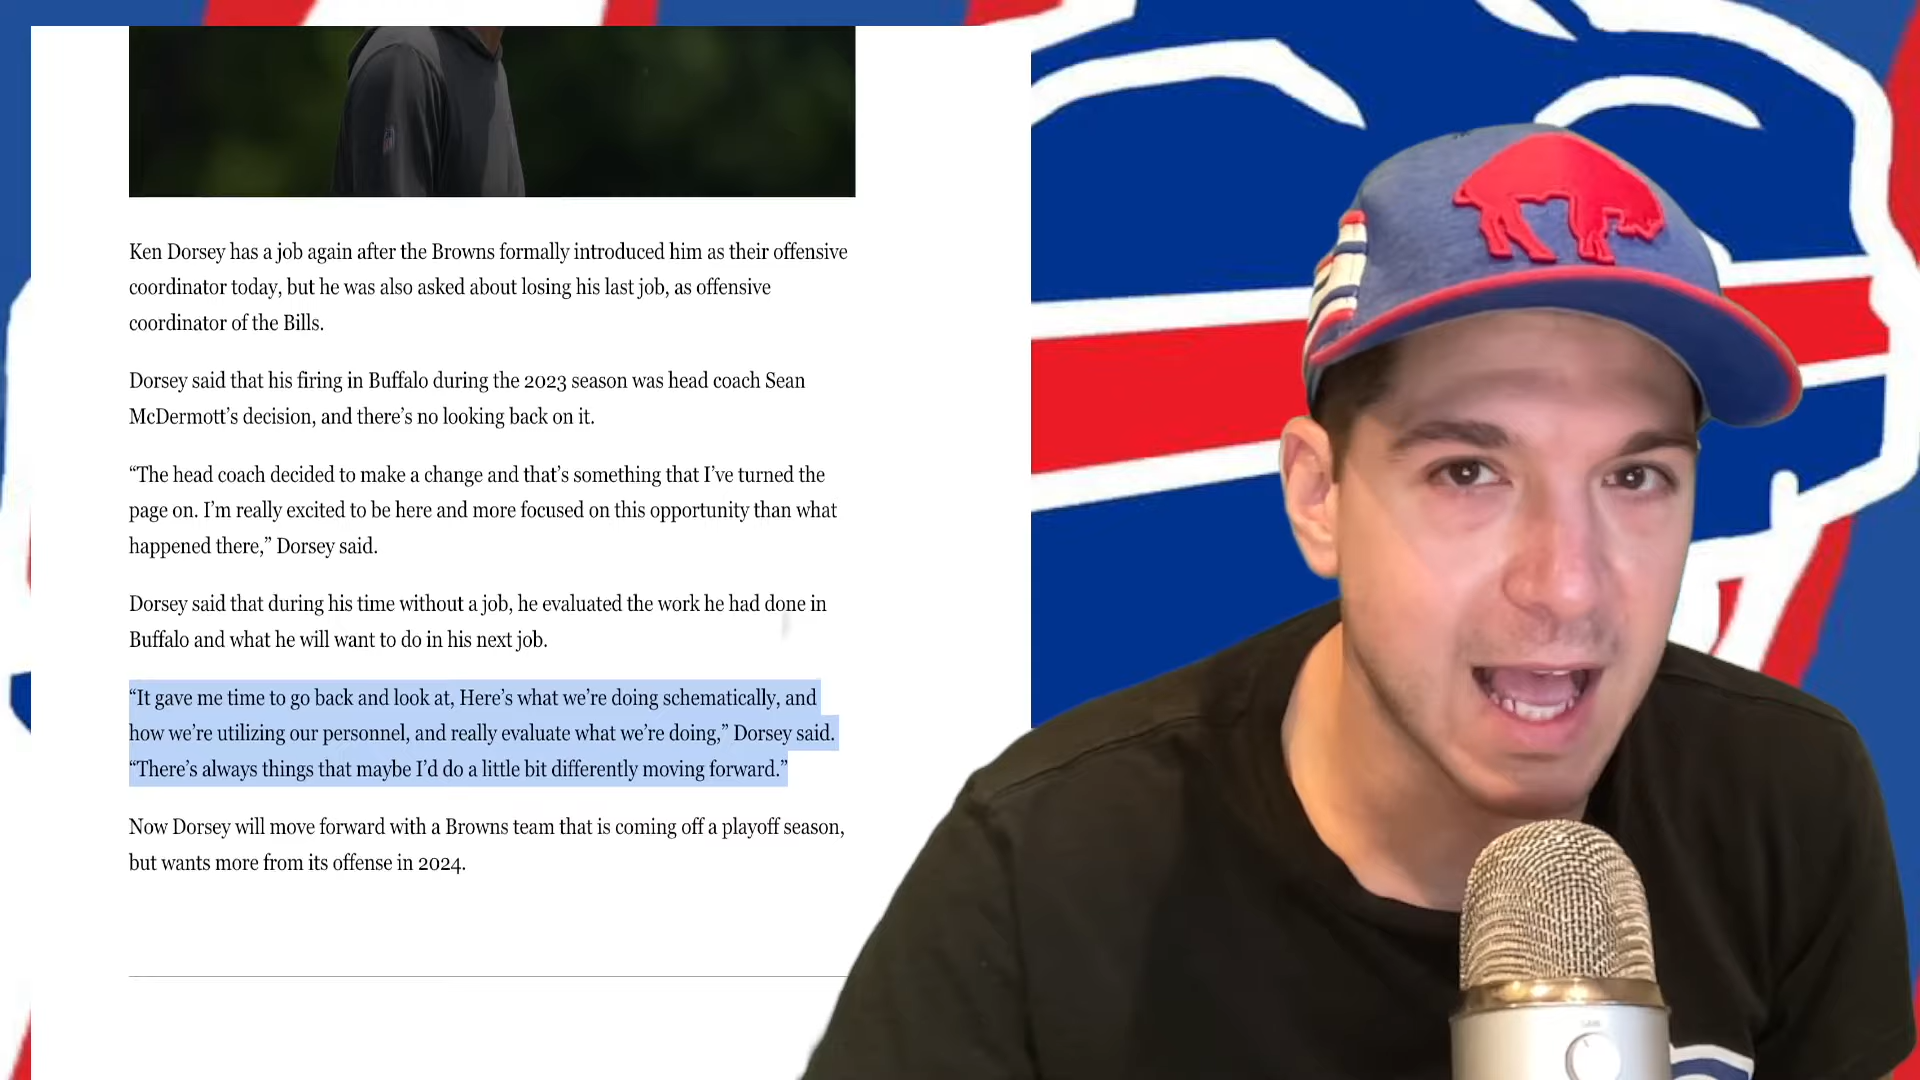 Ken Dorsey has a job again after the Browns formally introduced him as their offensive
coordinator today, but he was also asked about losing his last job, as offensive
coordinator of the Bills.
Dorsey said that his firing in Buffalo during the 2023 season was head coach Sean
McDermott’s decision, and there’s no looking back on it.
“The head coach decided to make a change and that’s something that I’ve turned the
page on. I’m really excited to be here and more focused on this opportunity than what
happened there,” Dorsey said.
Dorsey said that during his time without a job, he evaluated the work he had done in
Buffalo and what he will want to do in his next job.
“It gave me time to go back and look at, Here’s what we’re doing schematically, and
how we’re utilizing our personnel, and really evaluate what we’re doing,” Dorsey said.
“There’s always things that maybe I’d do a little bit differently moving forward.”
Now Dorsey will move forward with a Browns team that is coming off a playoff season,
but wants more from its offense in 2024.